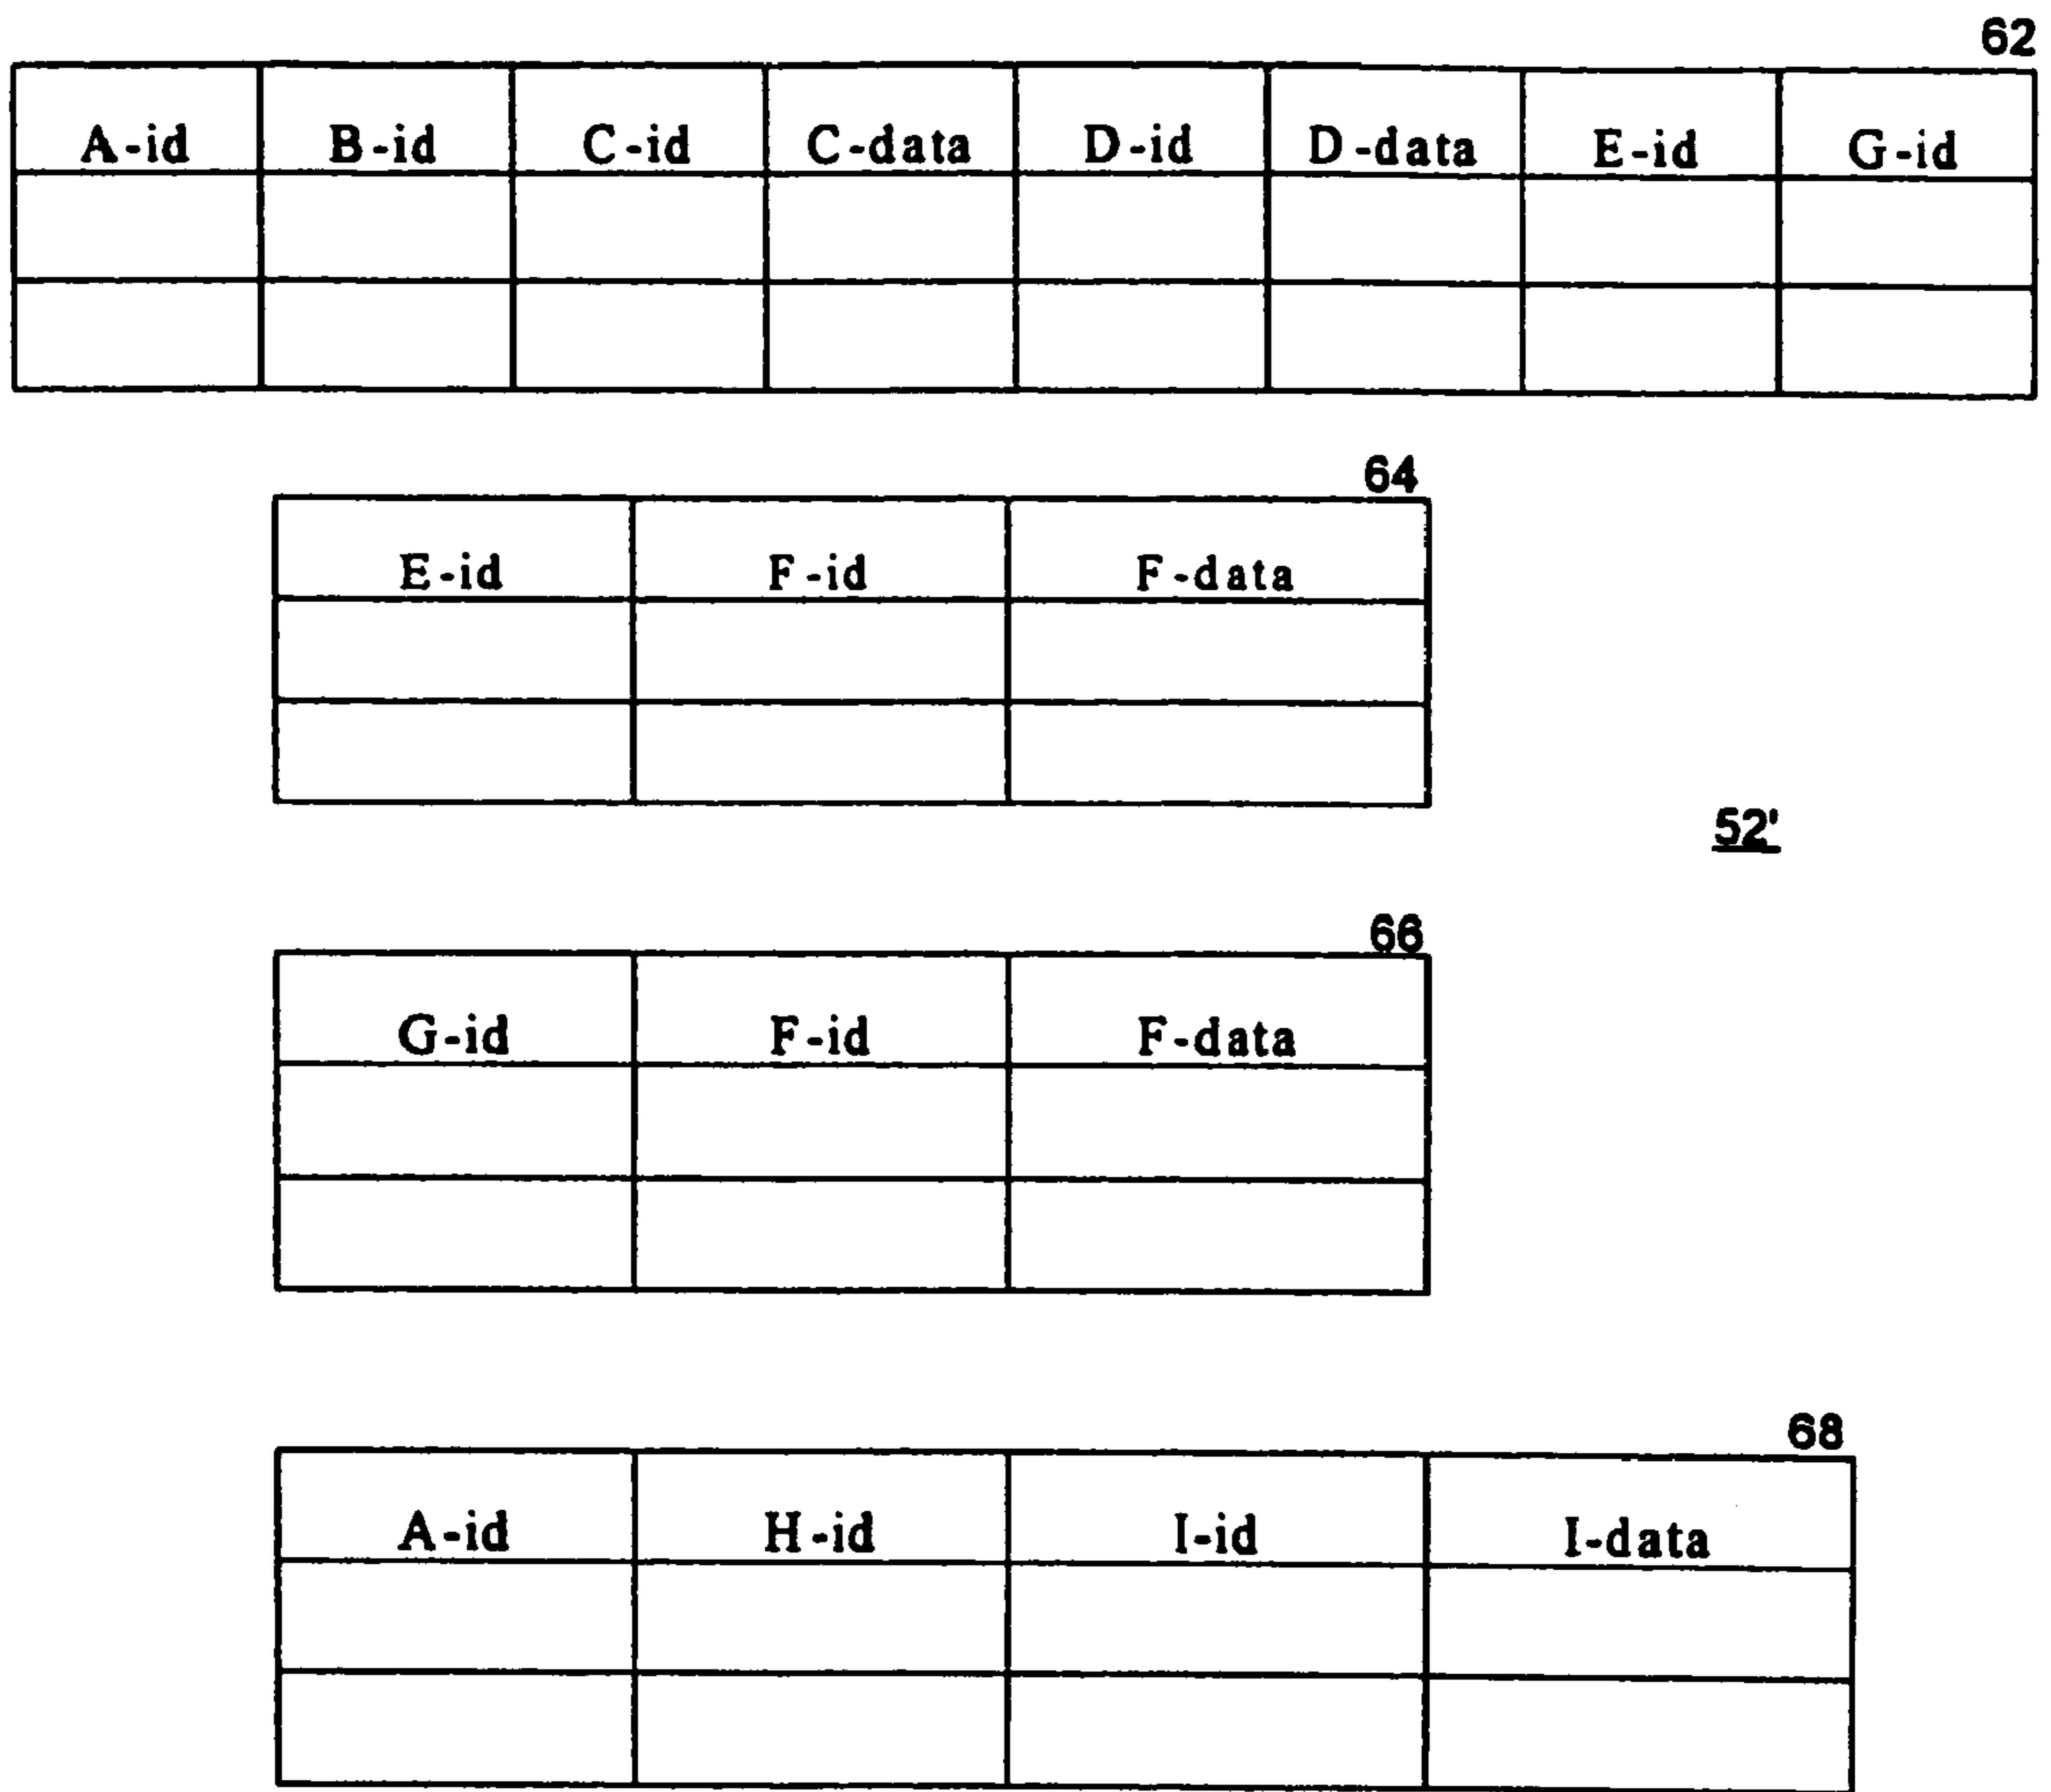 62
A-id B-id C-id C-data D-id D-data E-id G-id
64
E-id F-id F-data
52'
66
G-id F-id F-data
68
A-id H-id I-id I-data